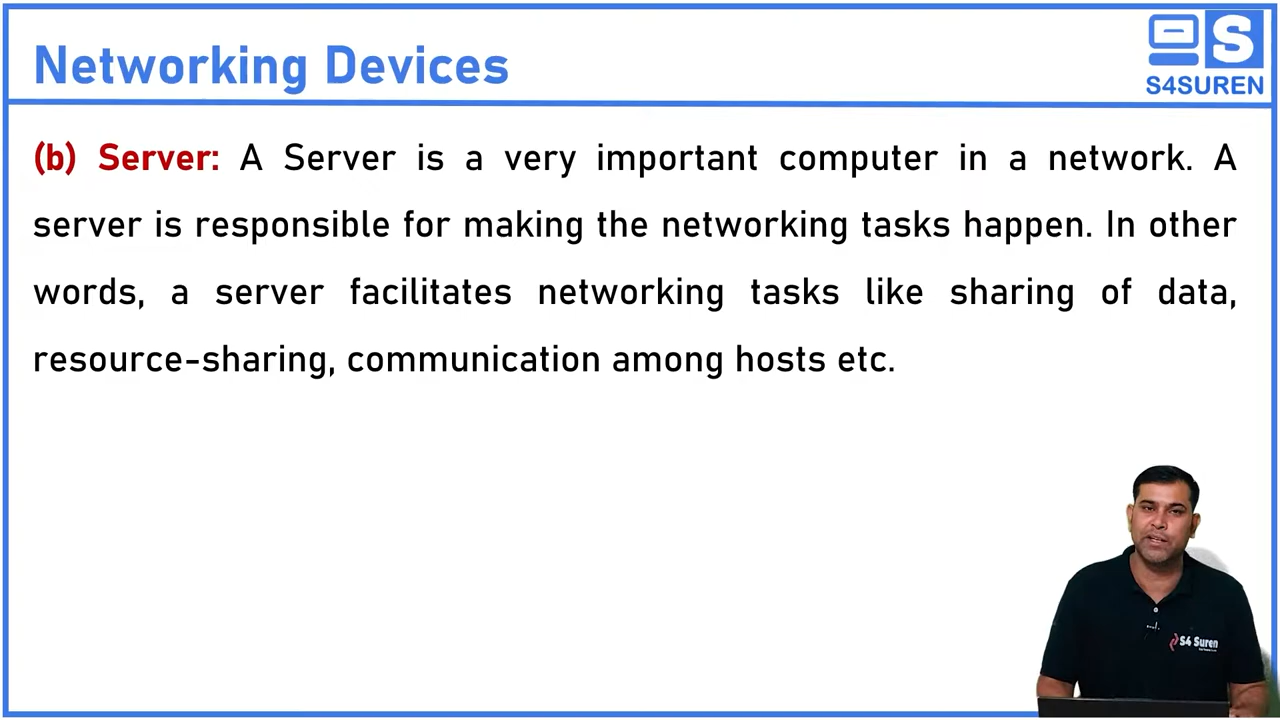 Networking Devices
S
S4SUREN
(b) Server: A Server is a very important computer in a network. A
server is responsible for making the networking tasks happen. In other
words, a server facilitates networking tasks like sharing of data,
resource-sharing, communication among hosts etc.
S4 Suren